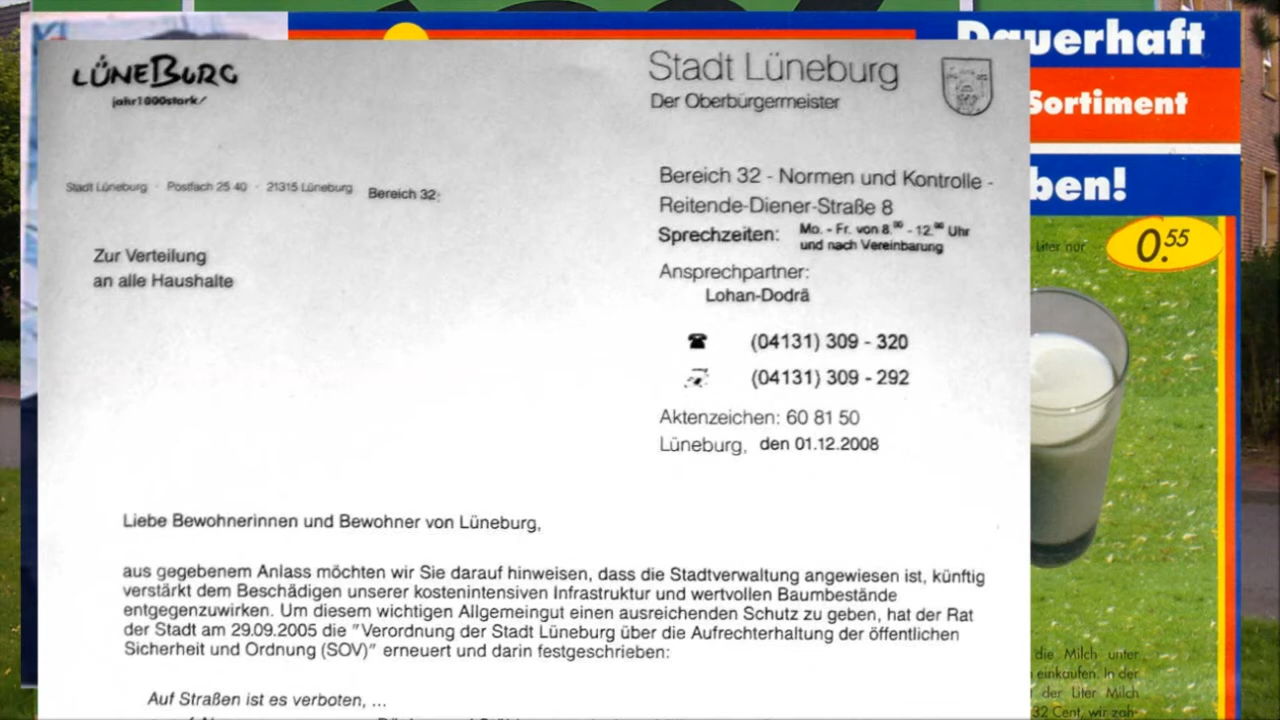 Dauerhaft
Sortiment
ben!
Liter nur
0.55
LÜNEBURG
jahr1000stark/
Stadt Lüneburg
Der Oberbürgermeister
Stadt Lüneburg · Postfach 25 40 · 21315 Lüneburg Bereich 32:
Bereich 32 - Normen und Kontrolle -
Reitende-Diener-Straße 8
Sprechzeiten: Mo. - Fr. von 8.00 - 12.00 Uhr
und nach Vereinbarung
Zur Verteilung
an alle Haushalte
Ansprechpartner:
Lohan-Dodrä
(04131) 309 - 320
(04131) 309 - 292
Aktenzeichen: 60 81 50
Lüneburg, den 01.12.2008
Liebe Bewohnerinnen und Bewohner von Lüneburg,
aus gegebenem Anlass möchten wir Sie darauf hinweisen, dass die Stadtverwaltung angewiesen ist, künftig
verstärkt dem Beschädigen unserer kostenintensiven Infrastruktur und wertvollen Baumbestände
entgegenzuwirken. Um diesem wichtigen Allgemeingut einen ausreichenden Schutz zu geben, hat der Rat
der Stadt am 29.09.2005 die "Verordnung der Stadt Lüneburg über die Aufrechterhaltung der öffentlichen
Sicherheit und Ordnung (SOV)" erneuert und darin festgeschrieben:
Auf Straßen ist es verboten, ...
die Milch unter
einkaufen. In der
der Liter Milch
32 Cent, wir zah-